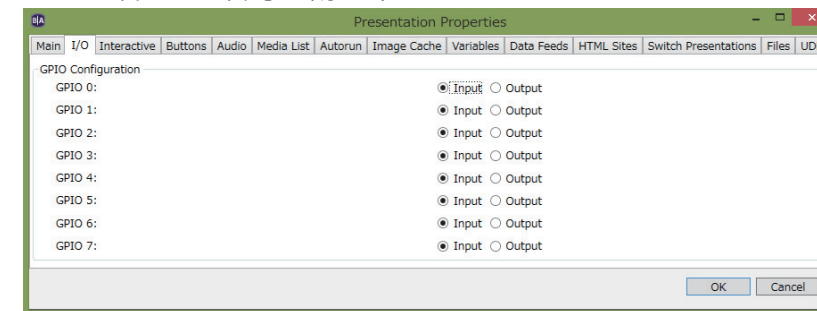 B|A Presentation Properties
Main I/O Interactive Buttons Audio Media List Autorun Image Cache Variables Data Feeds HTML Sites Switch Presentations Files UD
GPIO Configuration
GPIO 0: Input Output
GPIO 1: Input Output
GPIO 2: Input Output
GPIO 3: Input Output
GPIO 4: Input Output
GPIO 5: Input Output
GPIO 6: Input Output
GPIO 7: Input Output
OK Cancel